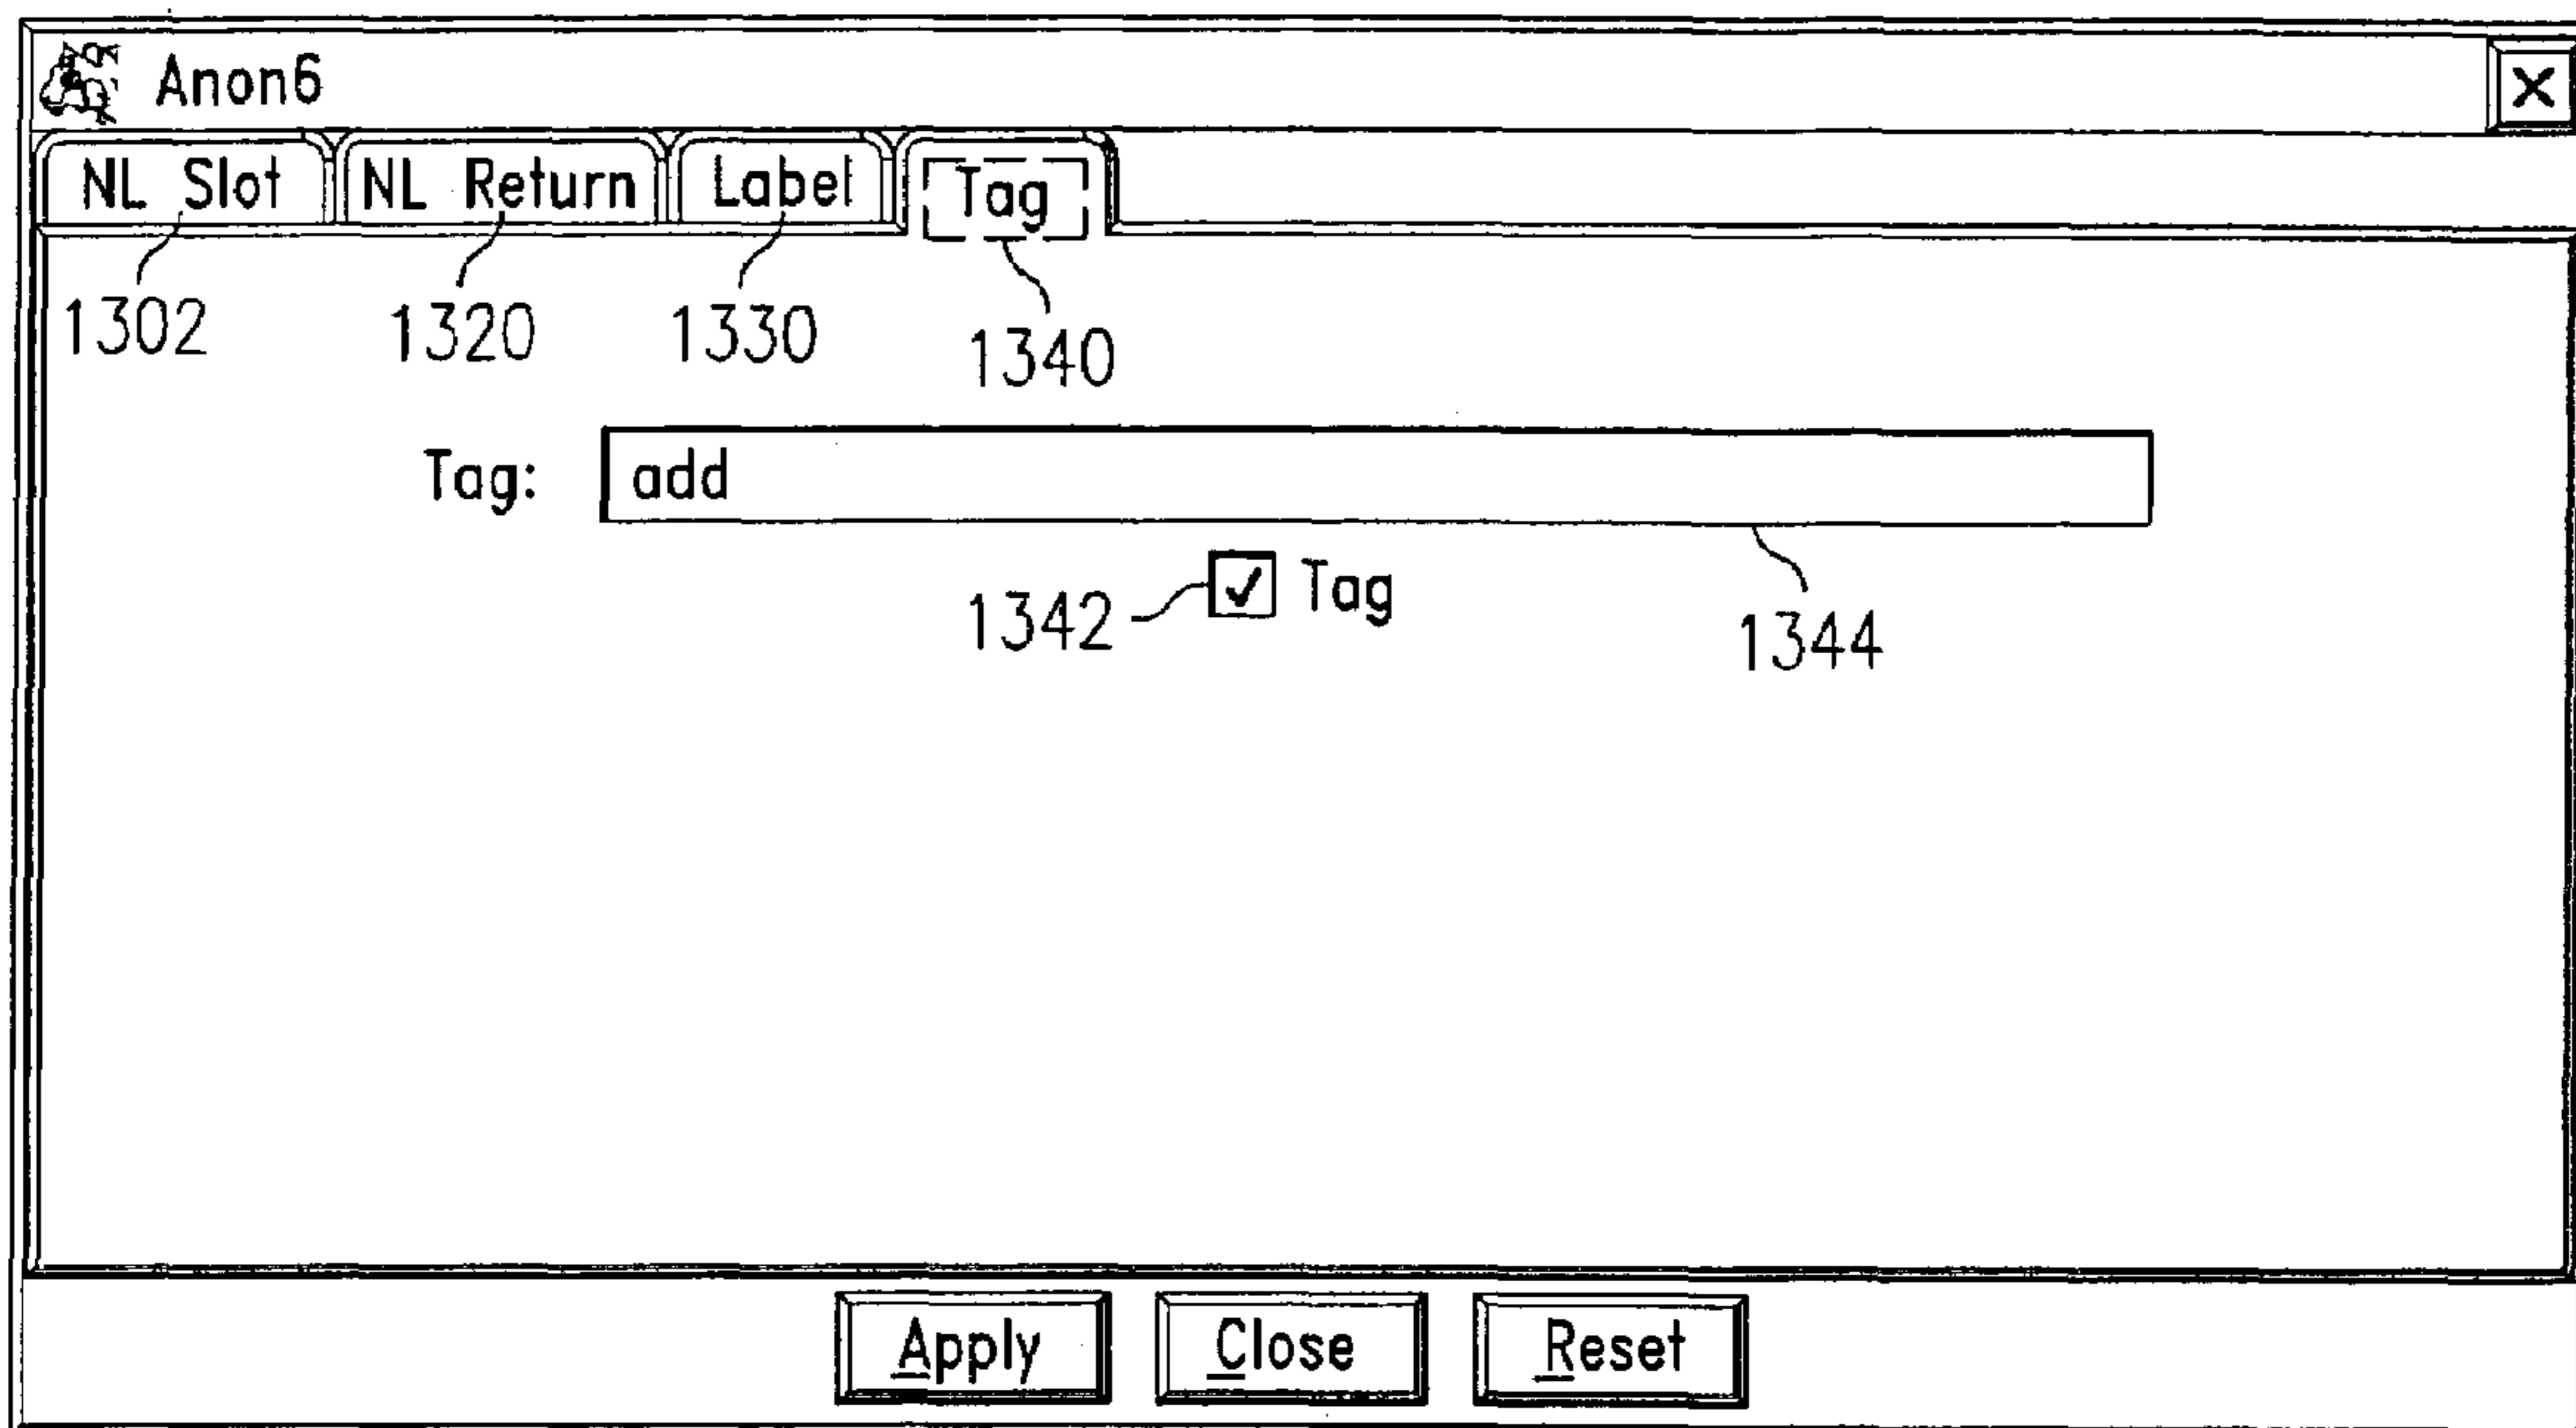 Anon6
NL Slot NL Return Label Tag
1302 1320 1330 1340
Tag: add
1342 Tag 1344
Apply Close Reset